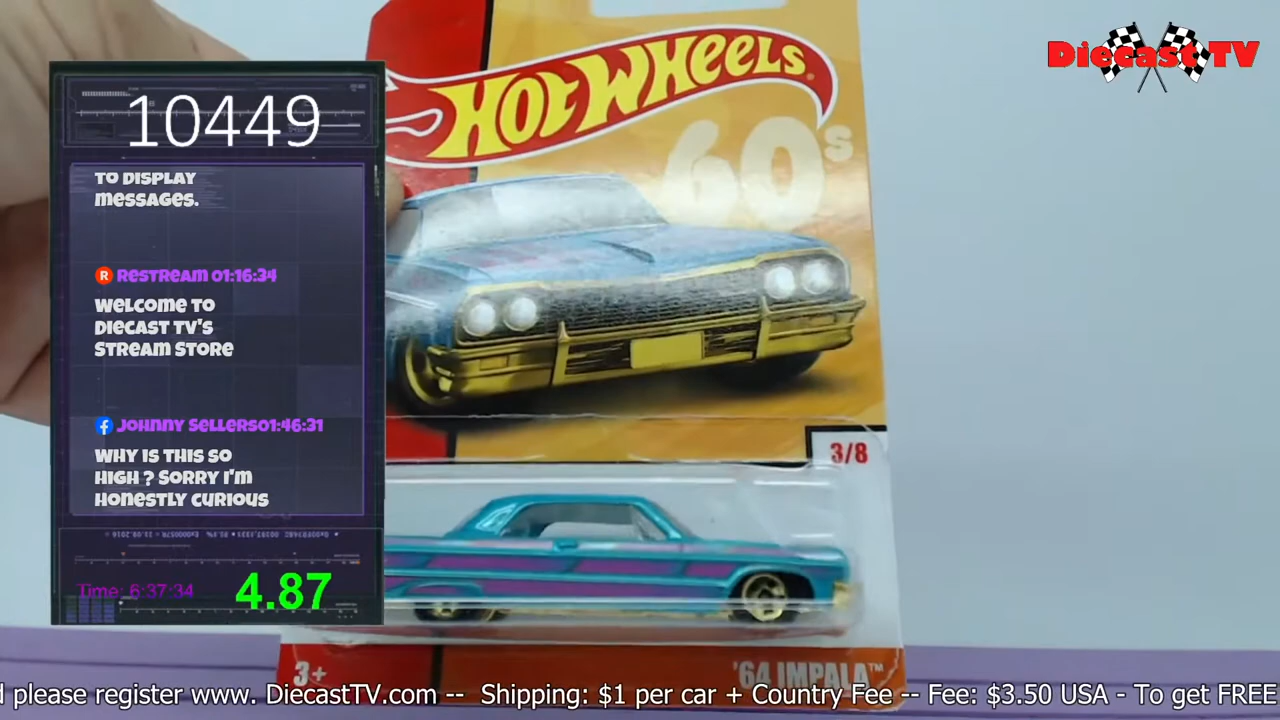 Diecast TV
HOT WHEELS
60s
10449
TO DISPLAY
MESSAGES.
R Restream 01:16:34
WELCOME TO
DIECAST TV'S
STREAM STORE
f Johnny Sellers01:46:31
WHY IS THIS SO
HIGH ? SORRY I'M
HONESTLY CURIOUS
3/8
Time: 6:37:34
4.87
3+
'64 IMPALA™
d please register www. DiecastTV.com -- Shipping: $1 per car + Country Fee -- Fee: $3.50 USA - To get FREE